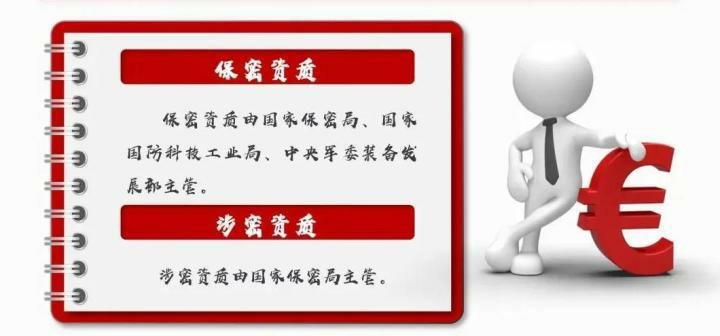 保密资质
保密资质由国家保密局、国家
国防科技工业局、中央军委装备发
展部主管。
涉密资质
涉密资质由国家保密局主管。